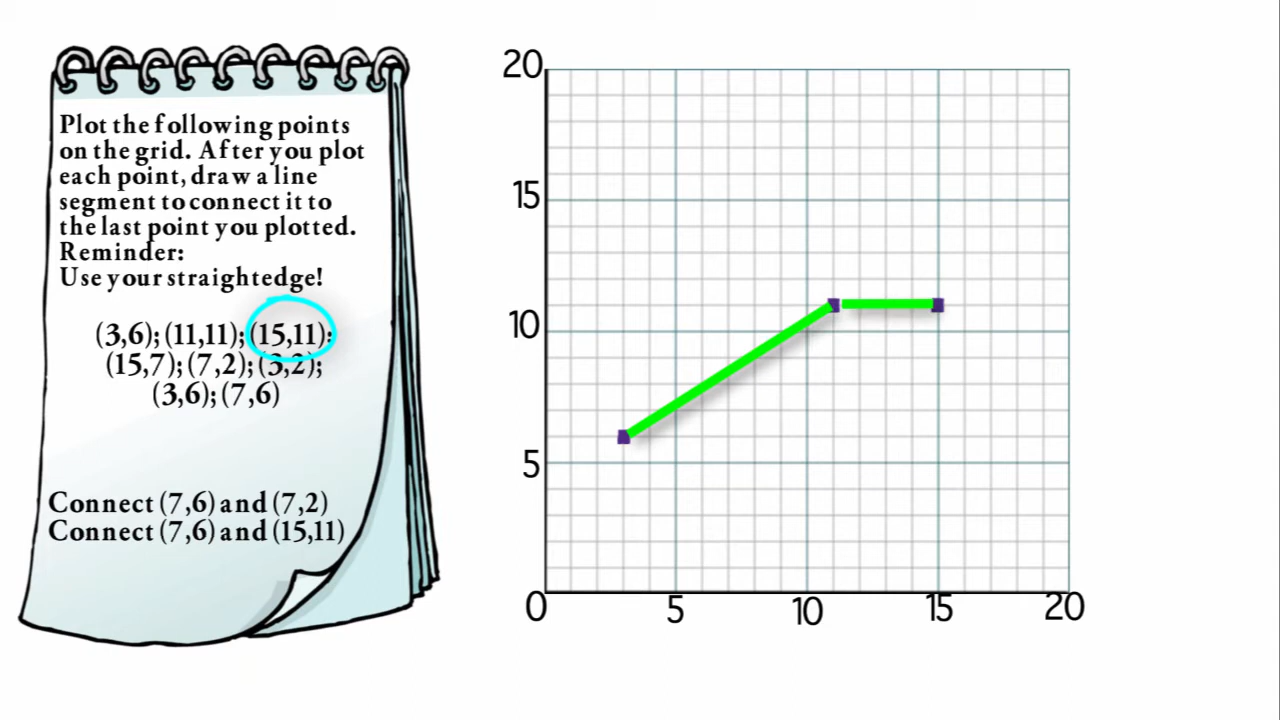 Plot the following points
on the grid. After you plot
each point, draw a line
segment to connect it to
the last point you plotted.
Reminder:
Use your straightedge!
(3,6); (11,11); (15,11);
(15,7); (7,2); (3,2);
(3,6); (7,6)
Connect (7,6) and (7,2)
Connect (7,6) and (15,11)
20
15
10
5
0 5 10 15 20